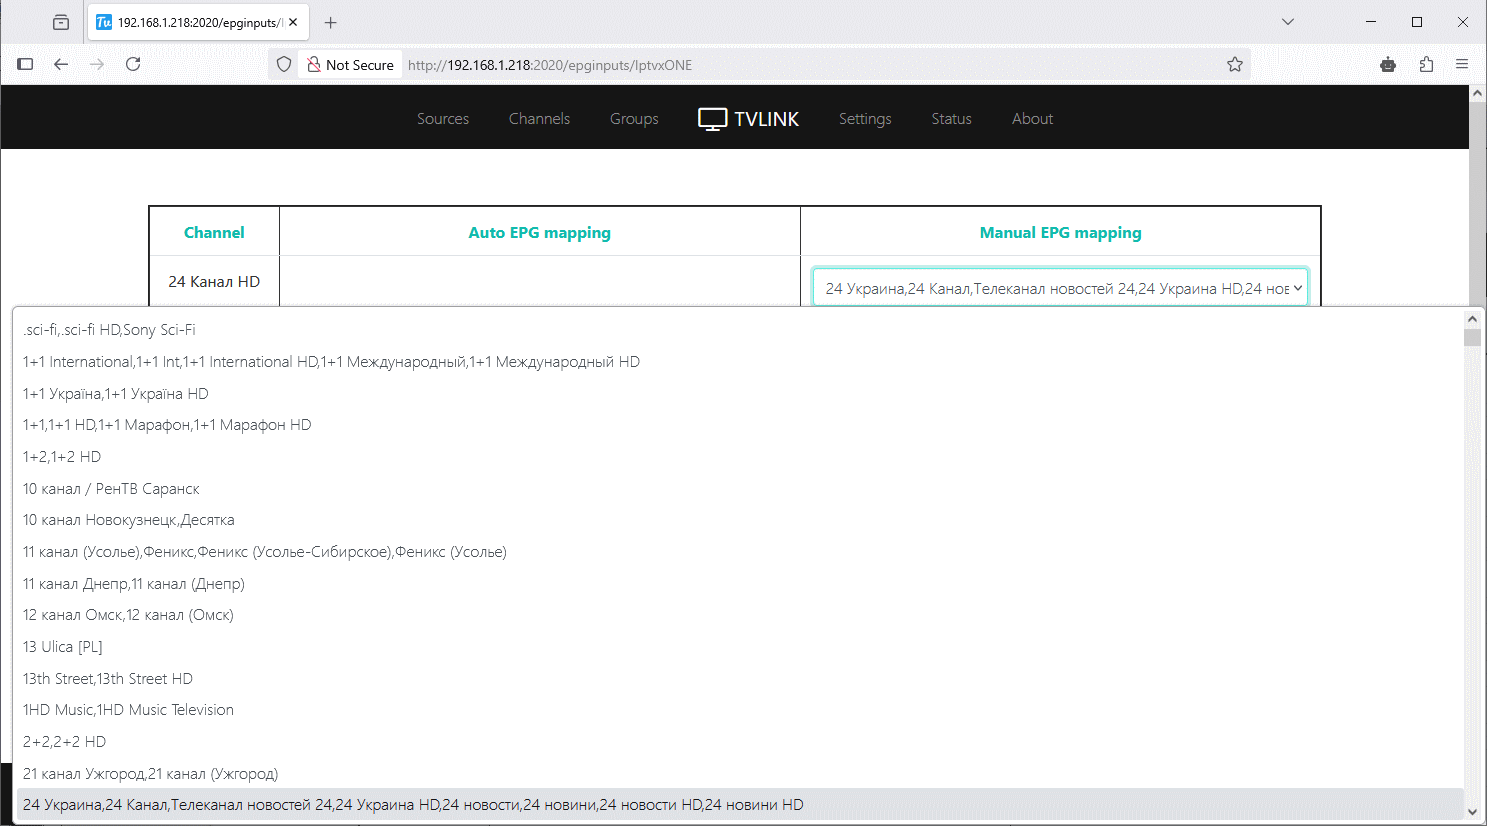 192.168.1.218:2020/epginputs/I
Not Secure
http://192.168.1.218:2020/epginputs/IptvxONE
Sources Channels Groups TVLINK Settings Status About
Channel Auto EPG mapping Manual EPG mapping
24 Канал HD
24 Украина,24 Канал,Телеканал новостей 24,24 Украина HD,24 нов
.sci-fi,.sci-fi HD,Sony Sci-Fi
1+1 International,1+1 Int,1+1 International HD,1+1 Международный,1+1 Международный HD
1+1 Україна,1+1 Україна HD
1+1,1+1 HD,1+1 Марафон,1+1 Марафон HD
1+2,1+2 HD
10 канал / РенТВ Саранск
10 канал Новокузнецк,Десятка
11 канал (Усолье),Феникс,Феникс (Усолье-Сибирское),Феникс (Усолье)
11 канал Днепр,11 канал (Днепр)
12 канал Омск,12 канал (Омск)
13 Ulica [PL]
13th Street,13th Street HD
1HD Music,1HD Music Television
2+2,2+2 HD
21 канал Ужгород,21 канал (Ужгород)
24 Украина,24 Канал,Телеканал новостей 24,24 Украина HD,24 новости,24 новини,24 новости HD,24 новини HD